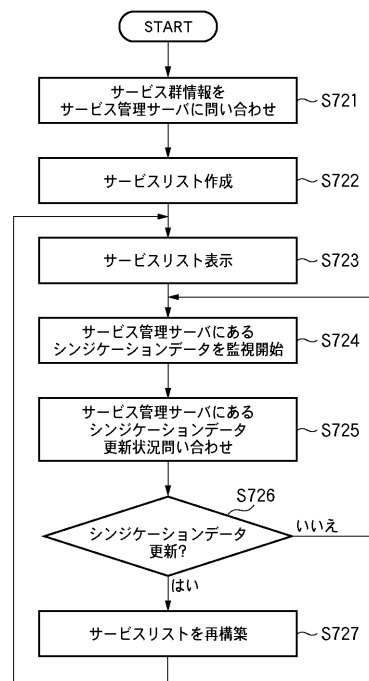 START
サービス群情報を
サービス管理サーバに問い合わせ
S721
サービスリスト作成
S722
サービスリスト表示
S723
サービス管理サーバにある
シンジケーションデータを監視開始
S724
サービス管理サーバにある
シンジケーションデータ
更新状況問い合わせ
S725
S726
シンジケーションデータ
更新?
いいえ
はい
サービスリストを再構築
S727